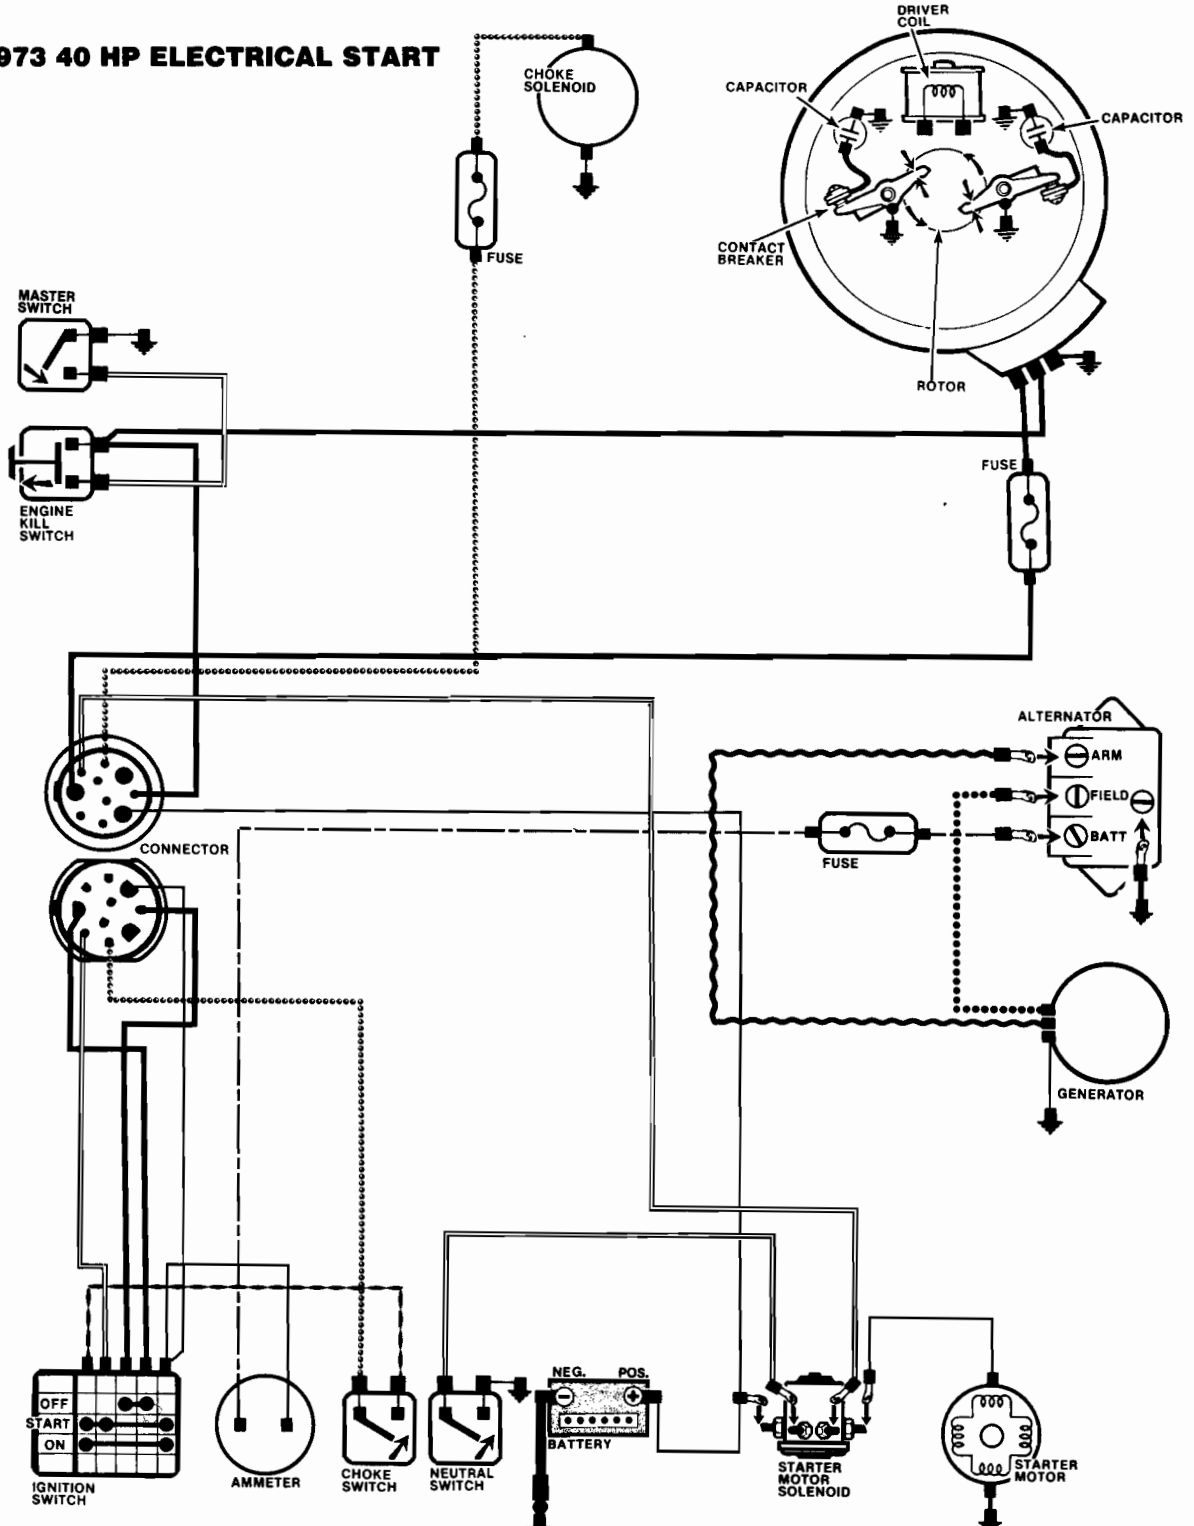 973 40 HP ELECTRICAL START
DRIVER
COIL
CHOKE
SOLENOID
CAPACITOR
CAPACITOR
CONTACT
BREAKER
FUSE
MASTER
SWITCH
ROTOR
FUSE
ENGINE
KILL
SWITCH
ALTERNATOR
ARM
FIELD
BATT
CONNECTOR
FUSE
GENERATOR
NEG. POS.
OFF
START
ON
BATTERY
IGNITION
SWITCH
AMMETER
CHOKE
SWITCH
NEUTRAL
SWITCH
STARTER
MOTOR
SOLENOID
STARTER
MOTOR